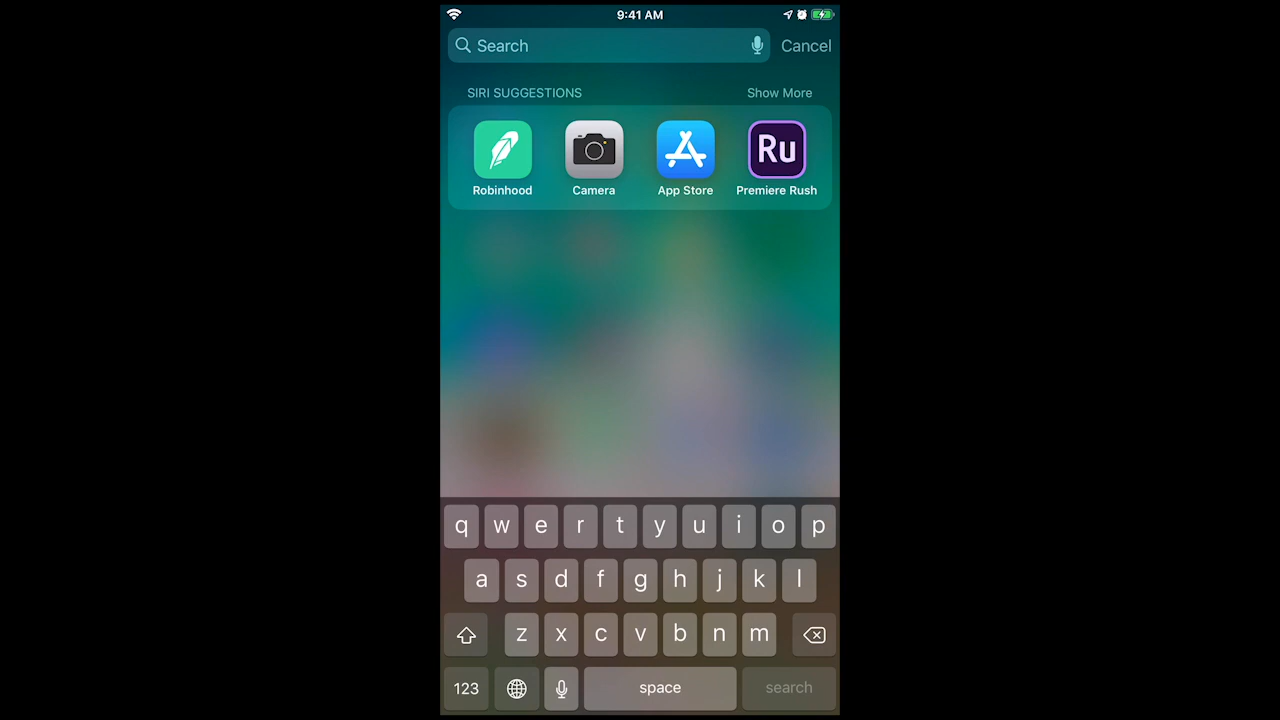 9:41 AM
Search Cancel
SIRI SUGGESTIONS Show More
Ru
Robinhood Camera App Store Premiere Rush
q w e r t y u i o p
a s d f g h j k l
z x c v b n m
123 space search